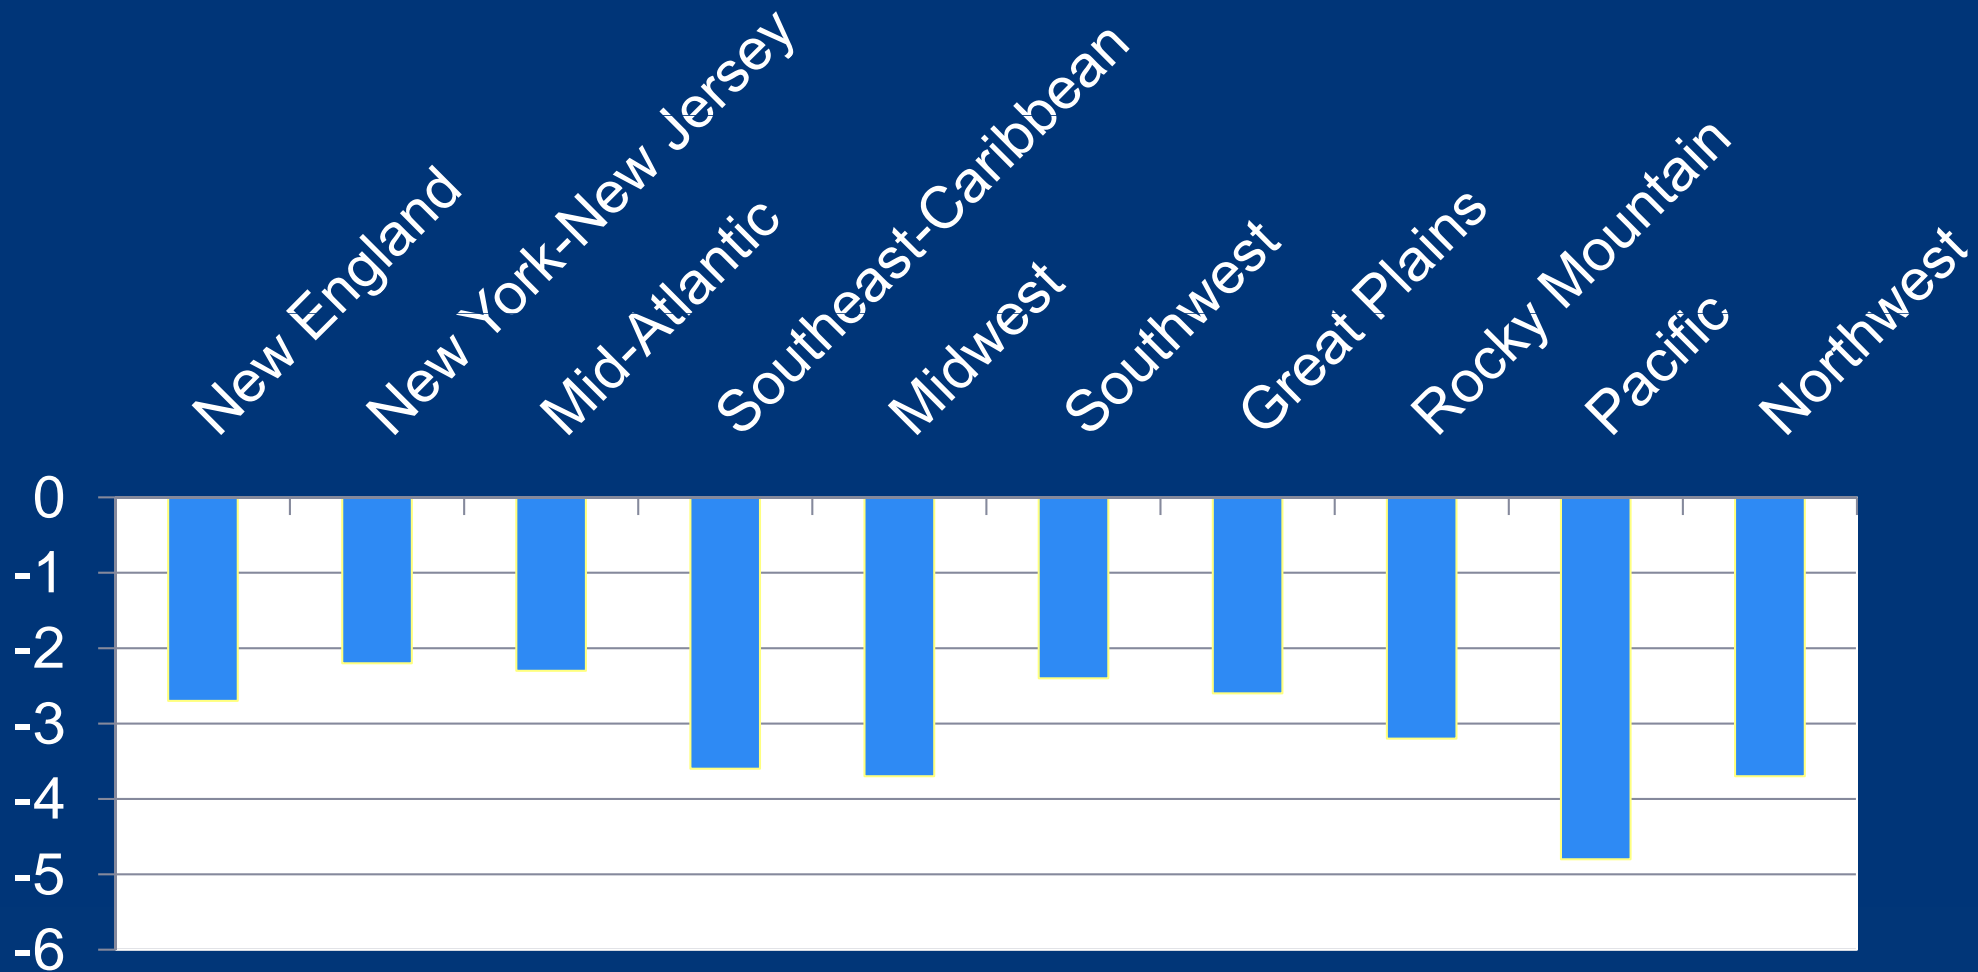 New England
New York-New Jersey
Mid-Atlantic
Southeast-Caribbean
Midwest
Southwest
Great Plains
Rocky Mountain
Pacific
Northwest
0
-1
-2
-3
-4
-5
-6